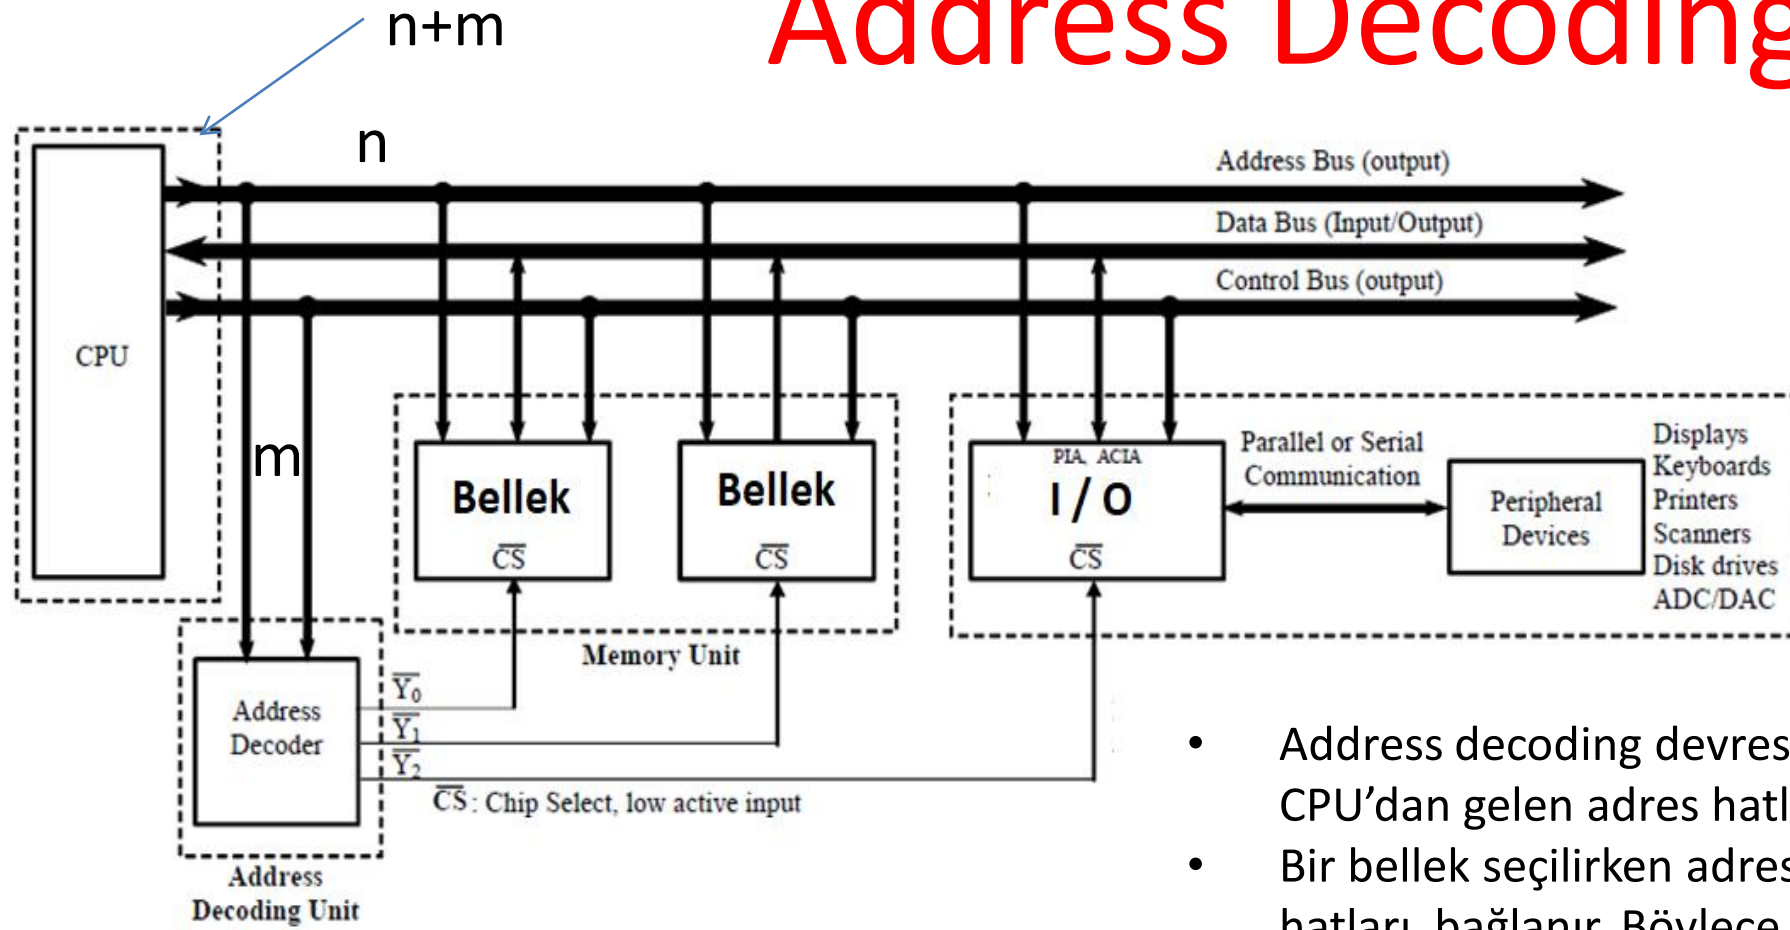 n+m
Address Decoding
n
Address Bus (output)
Data Bus (Input/Output)
Control Bus (output)
CPU
m
Bellek
CS
Bellek
CS
PIA, ACIA
I / O
CS
Parallel or Serial
Communication
Peripheral
Devices
Displays
Keyboards
Printers
Scanners
Disk drives
ADC/DAC
Memory Unit
Address
Decoder
Y0
Y1
Y2
CS : Chip Select, low active input
Address
Decoding Unit
• Address decoding
CPU'dan gelen adres
• Bir bellek seçilirken
bağlanır. Böylece